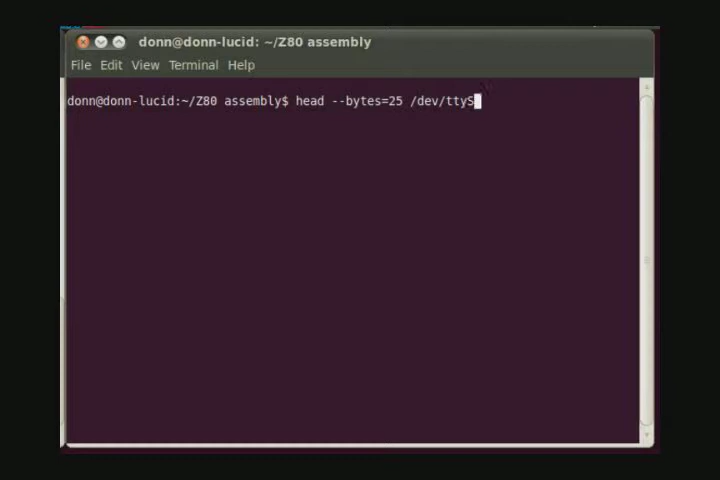 donn@donn-lucid: ~/Z80 assembly
File Edit View Terminal Help
donn@donn-lucid:~/Z80 assembly$ head --bytes=25 /dev/ttyS